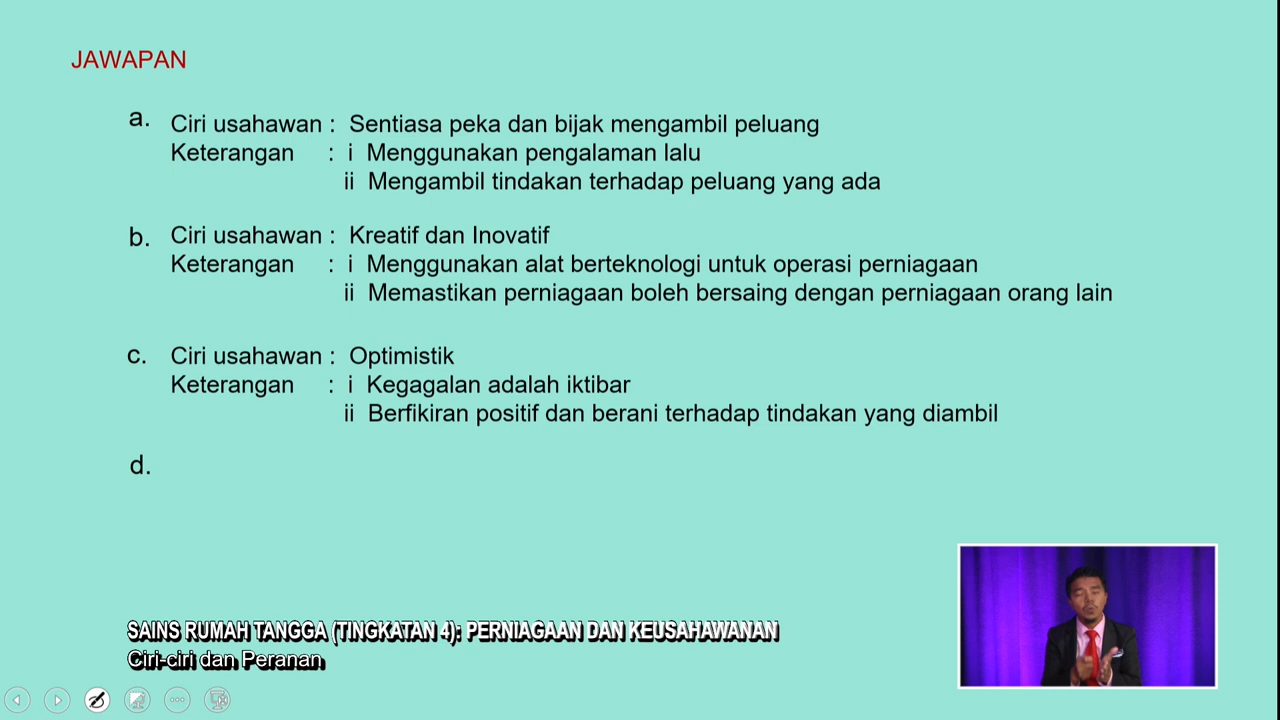 JAWAPAN
a. Ciri usahawan : Sentiasa peka dan bijak mengambil peluang
Keterangan : i Menggunakan pengalaman lalu
ii Mengambil tindakan terhadap peluang yang ada
b. Ciri usahawan : Kreatif dan Inovatif
Keterangan : i Menggunakan alat berteknologi untuk operasi perniagaan
ii Memastikan perniagaan boleh bersaing dengan perniagaan orang lain
c. Ciri usahawan : Optimistik
Keterangan : i Kegagalan adalah iktibar
ii Berfikiran positif dan berani terhadap tindakan yang diambil
d.
SAINS RUMAH TANGGA (TINGKATAN 4): PERNIAGAAN DAN KEUSAHAWANAN
Ciri-ciri dan Peranan